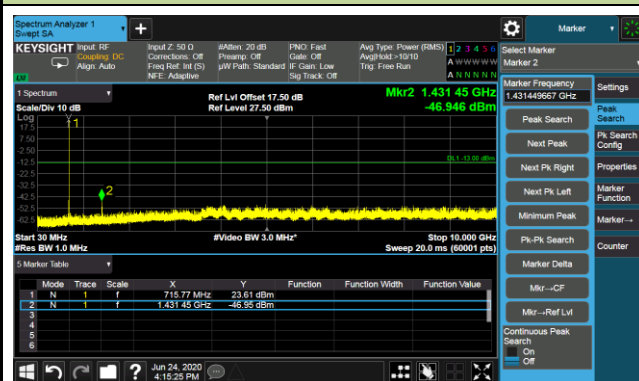 Spectrum Analyzer 1
Swept SA
+
Marker
KEYSIGHT
Input: RF
Coupling: DC
Align: Auto
Input Z: 50 Ω
Corrections: Off
Freq Ref: Int (S)
NFE: Adaptive
#Atten: 20 dB
Preamp: Off
µW Path: Standard
PNO: Fast
Gate: Off
IF Gain: Low
Sig Track: Off
Avg Type: Power (RMS)
Avg|Hold:>10/10
Trig: Free Run
1 2 3 4 5 6
A W W W W W
A N N N N N
LXI
Select Marker
Marker 2
1 Spectrum
Scale/Div 10 dB
Log
Ref Lvl Offset 17.50 dB
Ref Level 27.50 dBm
Mkr2 1.431 45 GHz
-46.946 dBm
17.5
7.50
-2.50
-12.5
-22.5
-32.5
-42.5
-52.5
-62.5
1
2
DL1 -13.00 dBm
Start 30 MHz
#Res BW 1.0 MHz
#Video BW 3.0 MHz*
Stop 10.000 GHz
Sweep 20.0 ms (60001 pts)
5 Marker Table
Mode Trace Scale X Y Function Function Width Function Value
1 N 1 f 715.77 MHz 23.61 dBm
2 N 1 f 1.431 45 GHz -46.95 dBm
3
4
5
6
Marker Frequency
1.431449667 GHz
Peak Search
Next Peak
Next Pk Right
Next Pk Left
Minimum Peak
Pk-Pk Search
Marker Delta
Mkr→CF
Mkr→Ref Lvl
Continuous Peak
Search
On
Off
Settings
Peak
Search
Pk Search
Config
Properties
Marker
Function
Marker→
Counter
?
Jun 24, 2020
4:15:25 PM